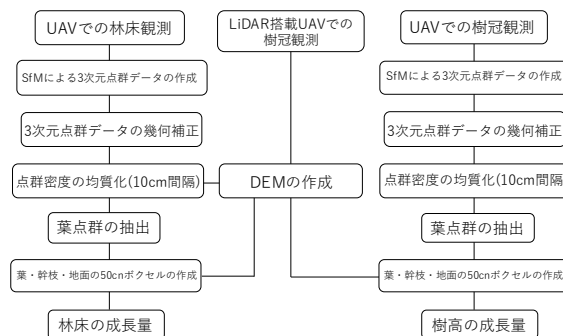 UAVでの林床観測
SfMによる3次元点群データの作成
3次元点群データの幾何補正
点群密度の均質化(10cm間隔)
葉点群の抽出
葉・幹枝・地面の50cnボクセルの作成
林床の成長量
LiDAR搭載UAVでの
樹冠観測
DEMの作成
UAVでの樹冠観測
SfMによる3次元点群データの作成
3次元点群データの幾何補正
点群密度の均質化(10cm間隔)
葉点群の抽出
葉・幹枝・地面の50cnボクセルの作成
樹高の成長量